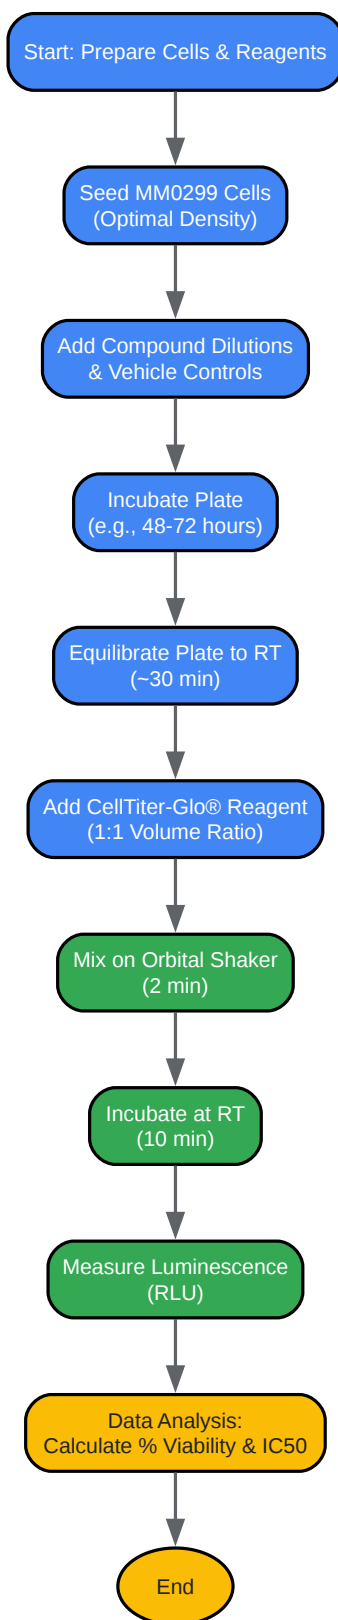 Start: Prepare Cells & Reagents
Seed MM0299 Cells
(Optimal Density)
Add Compound Dilutions
& Vehicle Controls
Incubate Plate
(e.g., 48-72 hours)
Equilibrate Plate to RT
(~30 min)
Add CellTiter-Glo® Reagent
(1:1 Volume Ratio)
Mix on Orbital Shaker
(2 min)
Incubate at RT
(10 min)
Measure Luminescence
(RLU)
Data Analysis:
Calculate % Viability & IC50
End